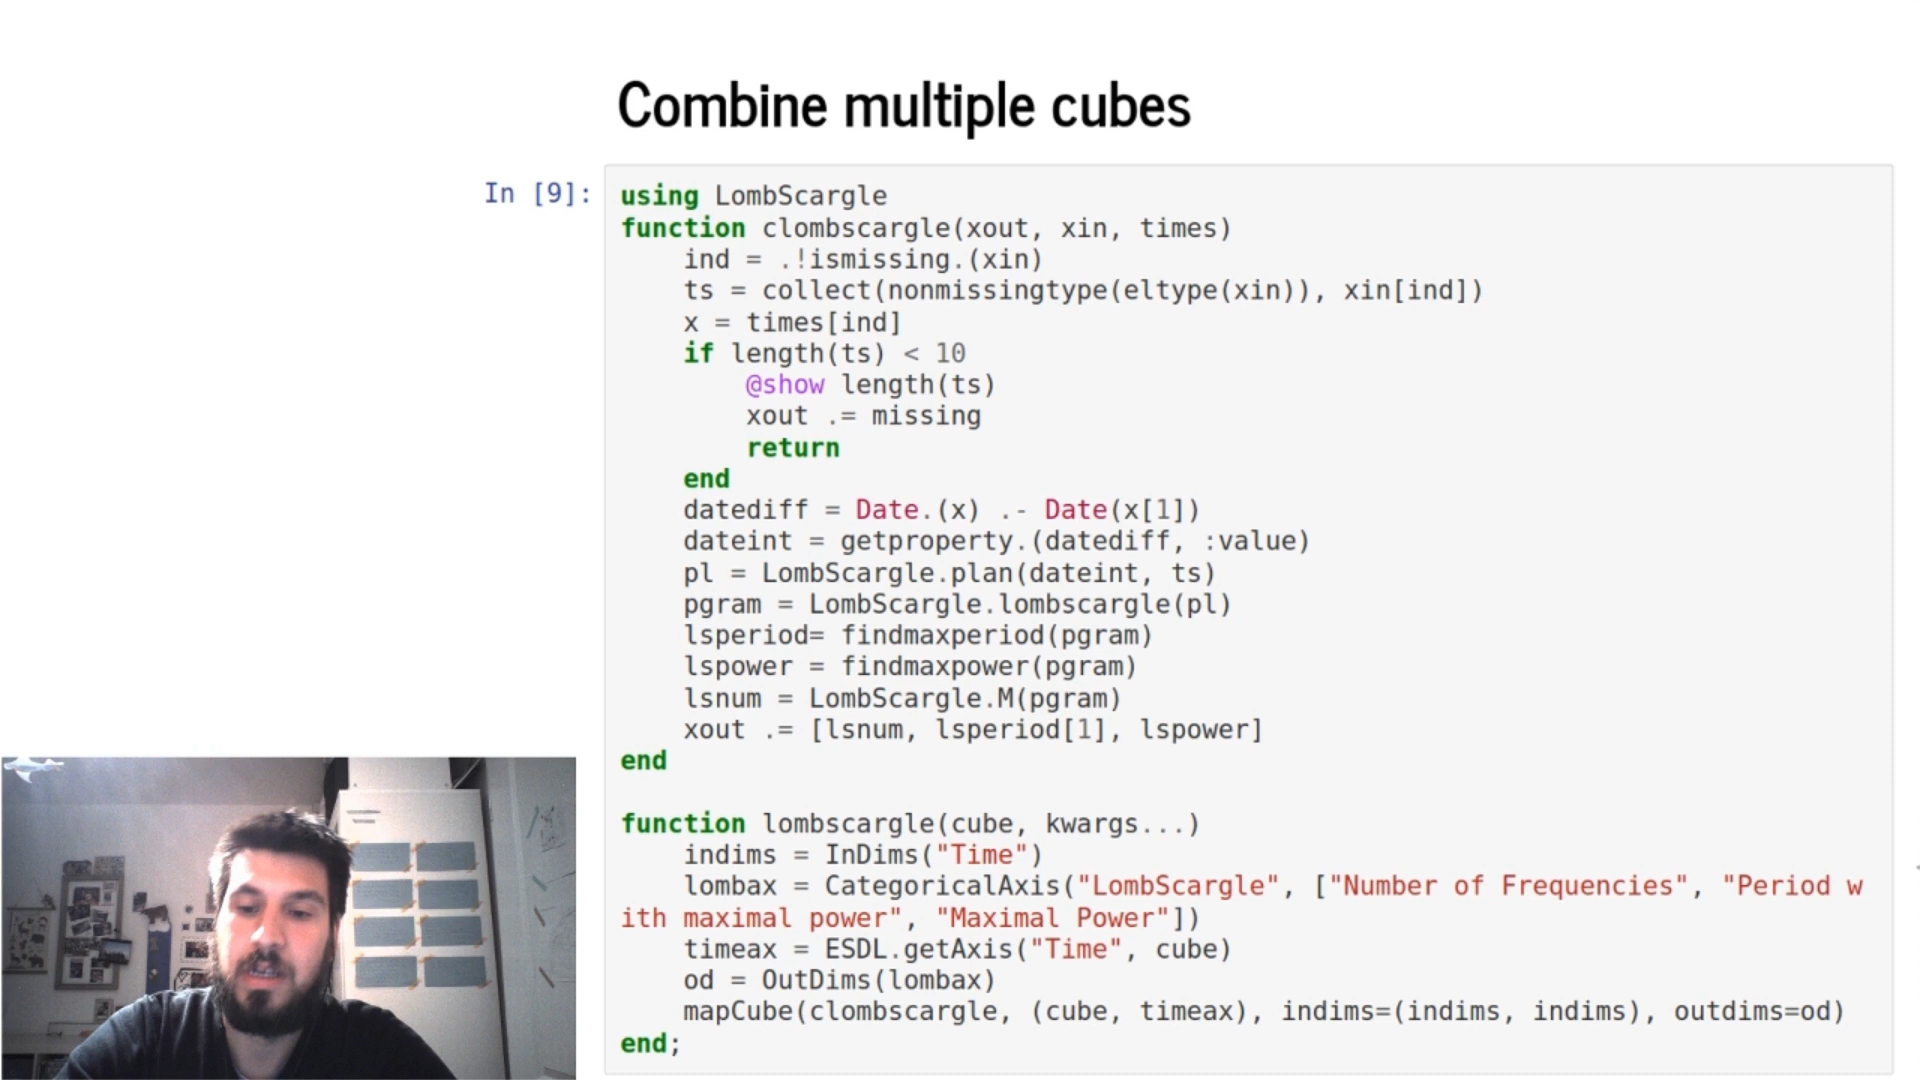 Combine multiple cubes
In [9]:
using LombScargle
function clombscargle(xout, xin, times)
    ind = .!ismissing.(xin)
    ts = collect(nonmissingtype(eltype(xin)), xin[ind])
    x = times[ind]
    if length(ts) < 10
        @show length(ts)
        xout .= missing
        return
    end
    datediff = Date.(x) .- Date(x[1])
    dateint = getproperty.(datediff, :value)
    pl = LombScargle.plan(dateint, ts)
    pgram = LombScargle.lombscargle(pl)
    lsperiod= findmaxperiod(pgram)
    lspower = findmaxpower(pgram)
    lsnum = LombScargle.M(pgram)
    xout .= [lsnum, lsperiod[1], lspower]
end
function lombscargle(cube, kwargs...)
    indims = InDims("Time")
    lombax = CategoricalAxis("LombScargle", ["Number of Frequencies", "Period w
ith maximal power", "Maximal Power"])
    timeax = ESDL.getAxis("Time", cube)
    od = OutDims(lombax)
    mapCube(clombscargle, (cube, timeax), indims=(indims, indims), outdims=od)
end;